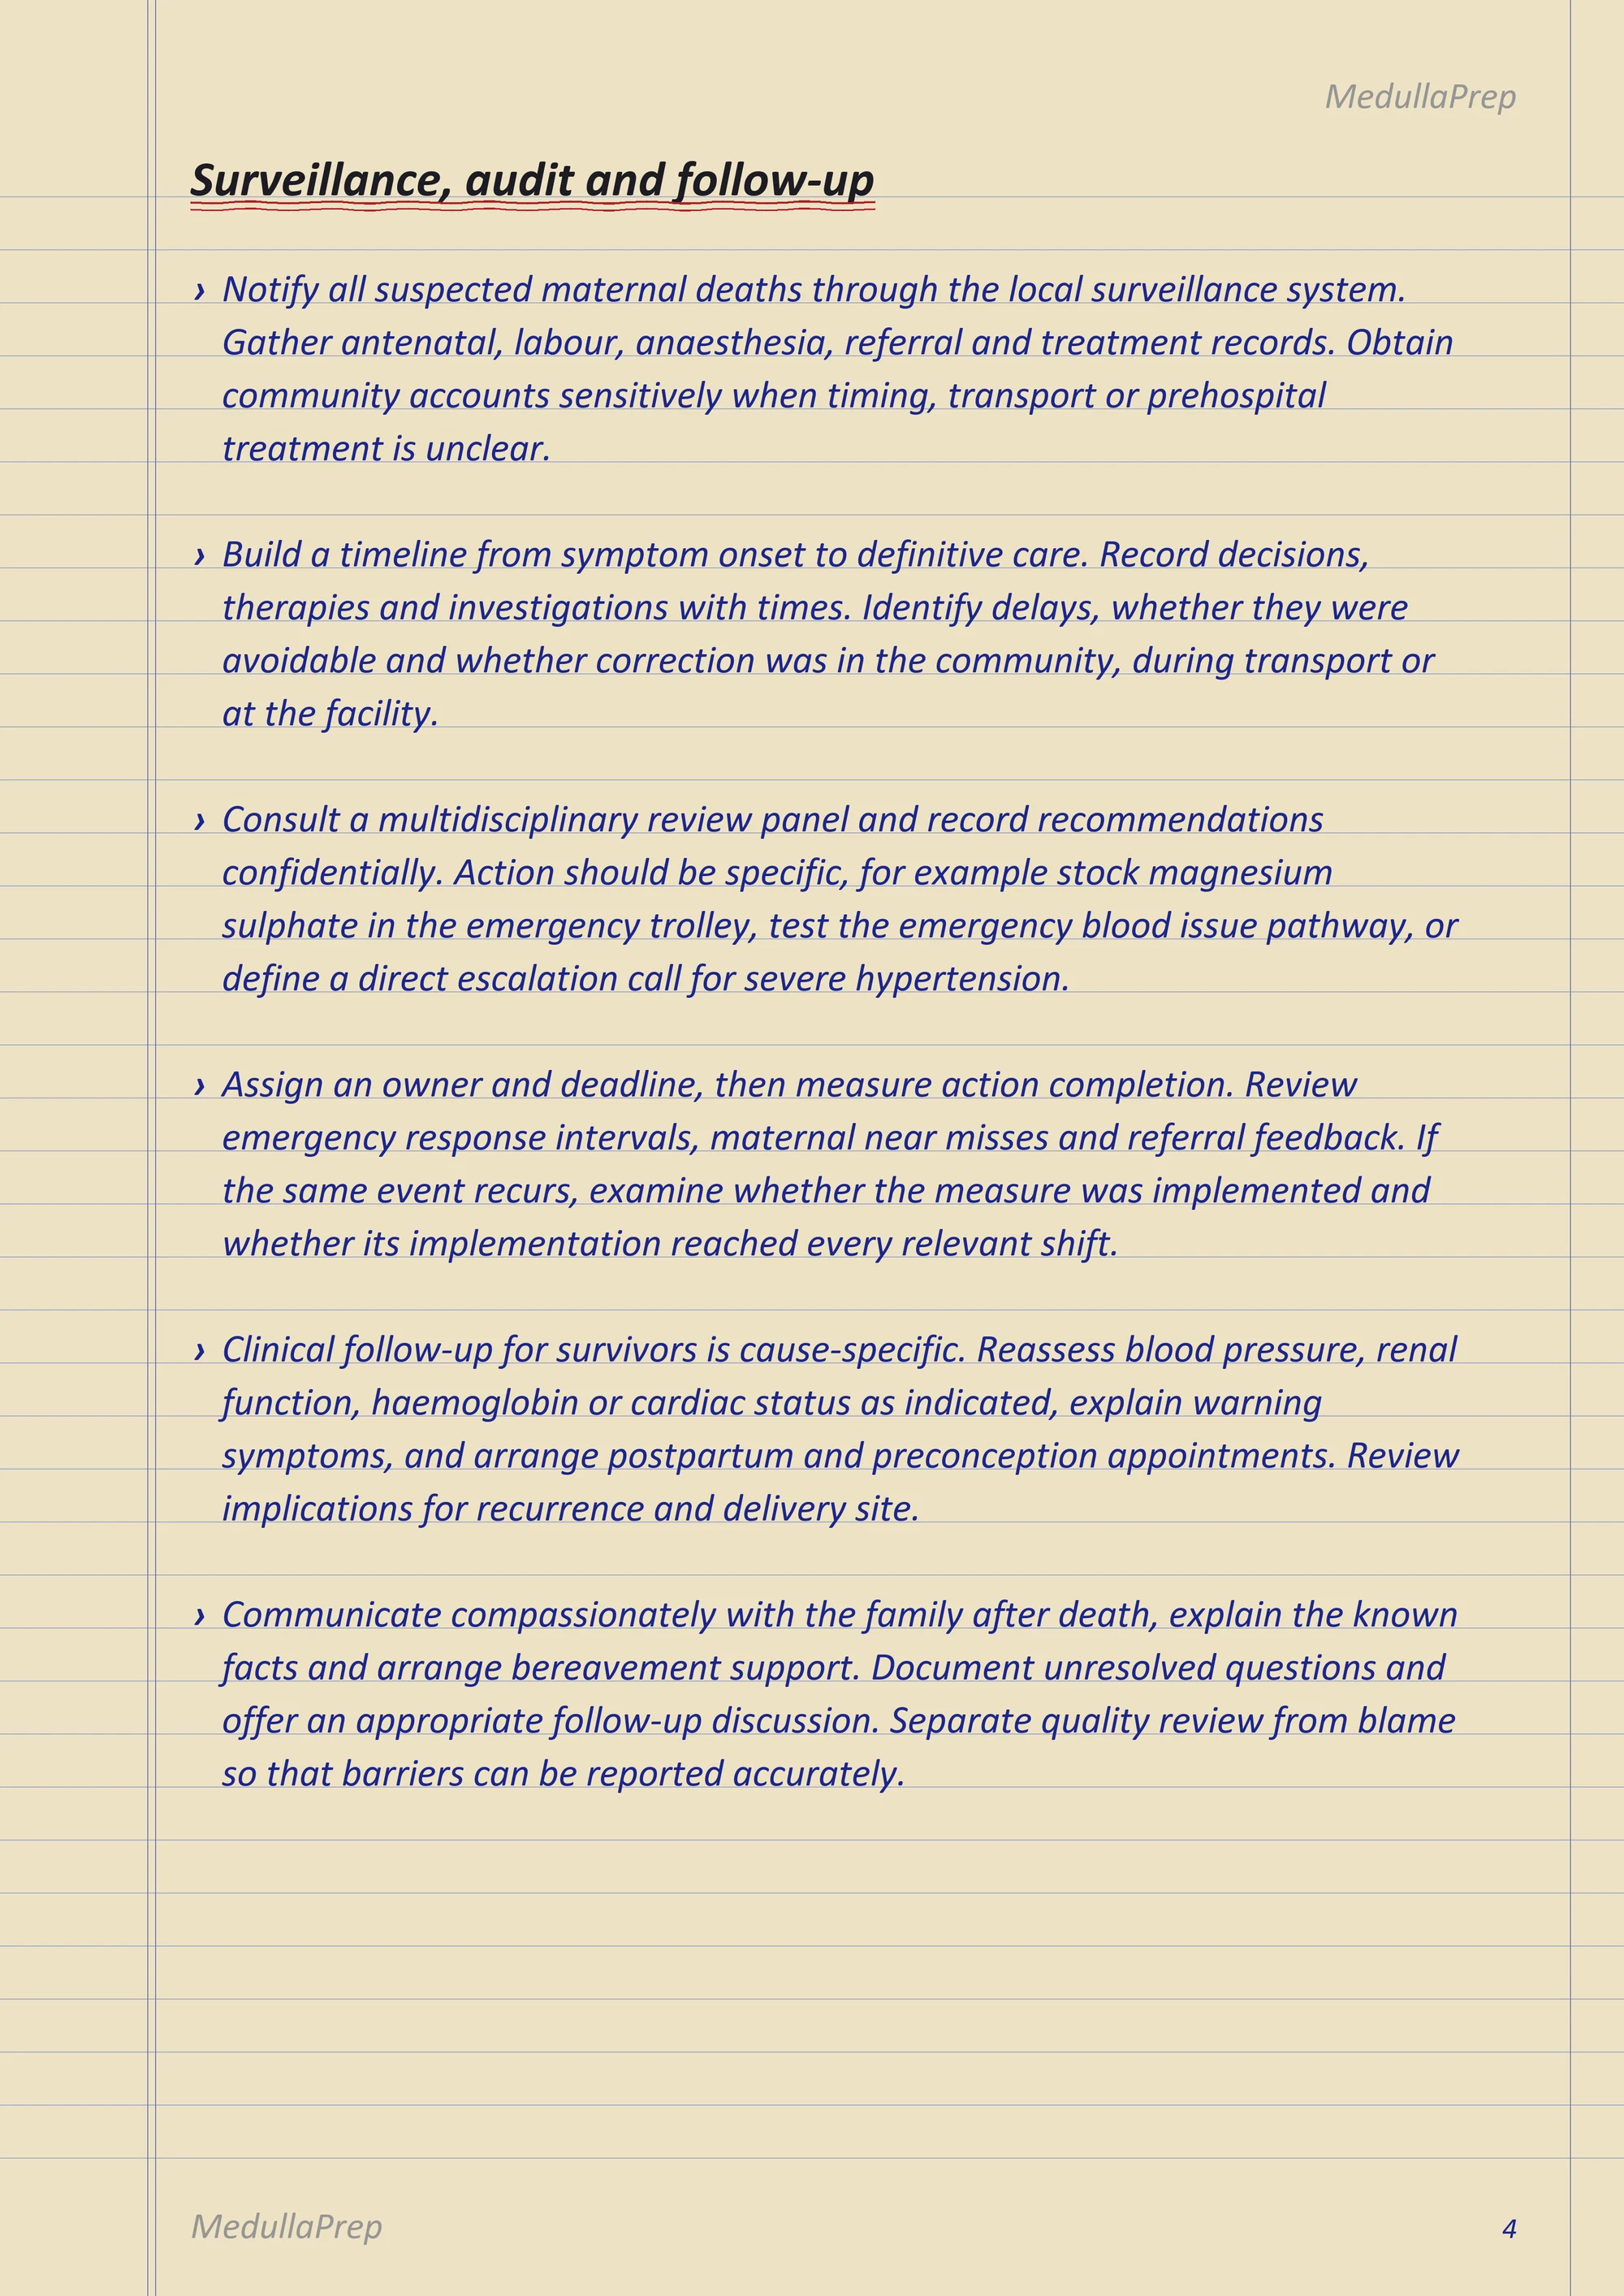 MedullaPrep
Surveillance, audit and follow-up
› Notify all suspected maternal deaths through the local surveillance system.
Gather antenatal, labour, anaesthesia, referral and treatment records. Obtain
community accounts sensitively when timing, transport or prehospital
treatment is unclear.
› Build a timeline from symptom onset to definitive care. Record decisions,
therapies and investigations with times. Identify delays, whether they were
avoidable and whether correction was in the community, during transport or
at the facility.
› Consult a multidisciplinary review panel and record recommendations
confidentially. Action should be specific, for example stock magnesium
sulphate in the emergency trolley, test the emergency blood issue pathway, or
define a direct escalation call for severe hypertension.
› Assign an owner and deadline, then measure action completion. Review
emergency response intervals, maternal near misses and referral feedback. If
the same event recurs, examine whether the measure was implemented and
whether its implementation reached every relevant shift.
› Clinical follow-up for survivors is cause-specific. Reassess blood pressure, renal
function, haemoglobin or cardiac status as indicated, explain warning
symptoms, and arrange postpartum and preconception appointments. Review
implications for recurrence and delivery site.
› Communicate compassionately with the family after death, explain the known
facts and arrange bereavement support. Document unresolved questions and
offer an appropriate follow-up discussion. Separate quality review from blame
so that barriers can be reported accurately.
MedullaPrep
4